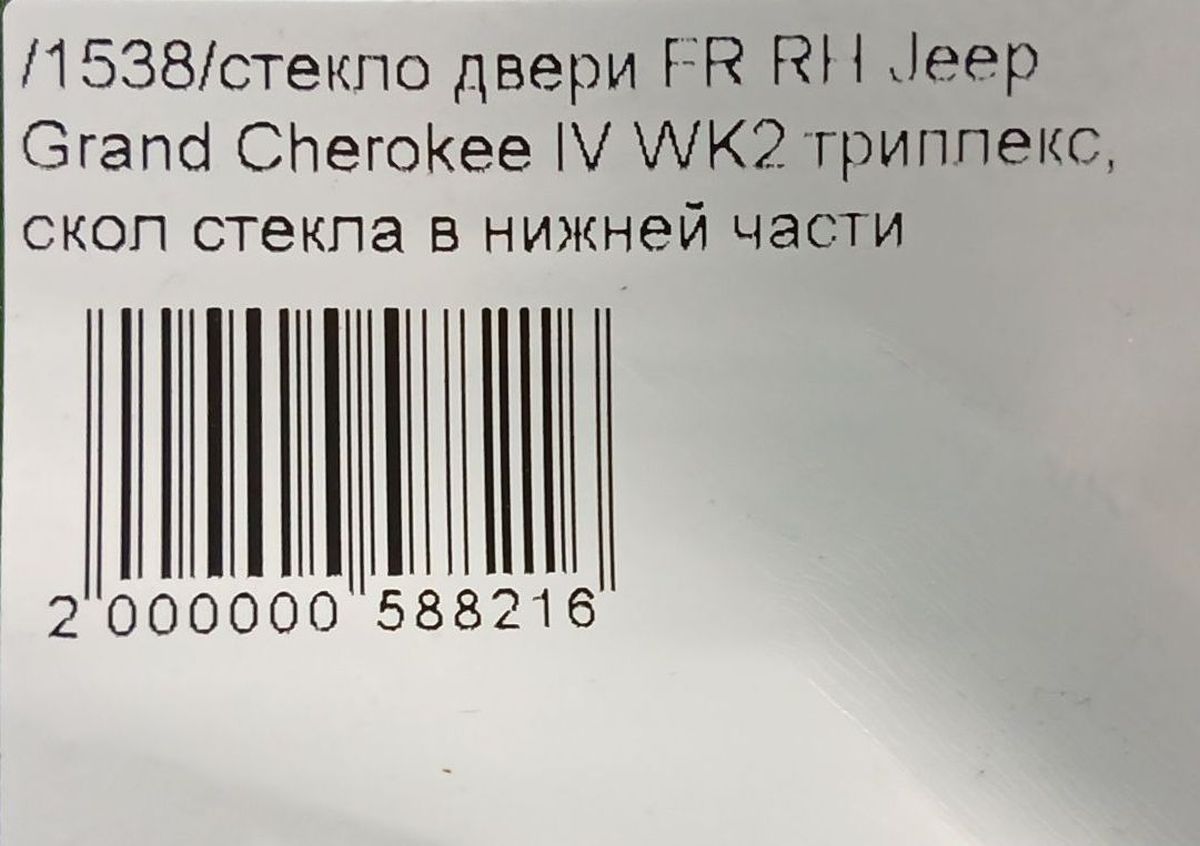 /1538/стекло двери FR RH Jeep
Grand Cherokee IV WK2 триплекс,
скол стекла в нижней части
2 000000 588216